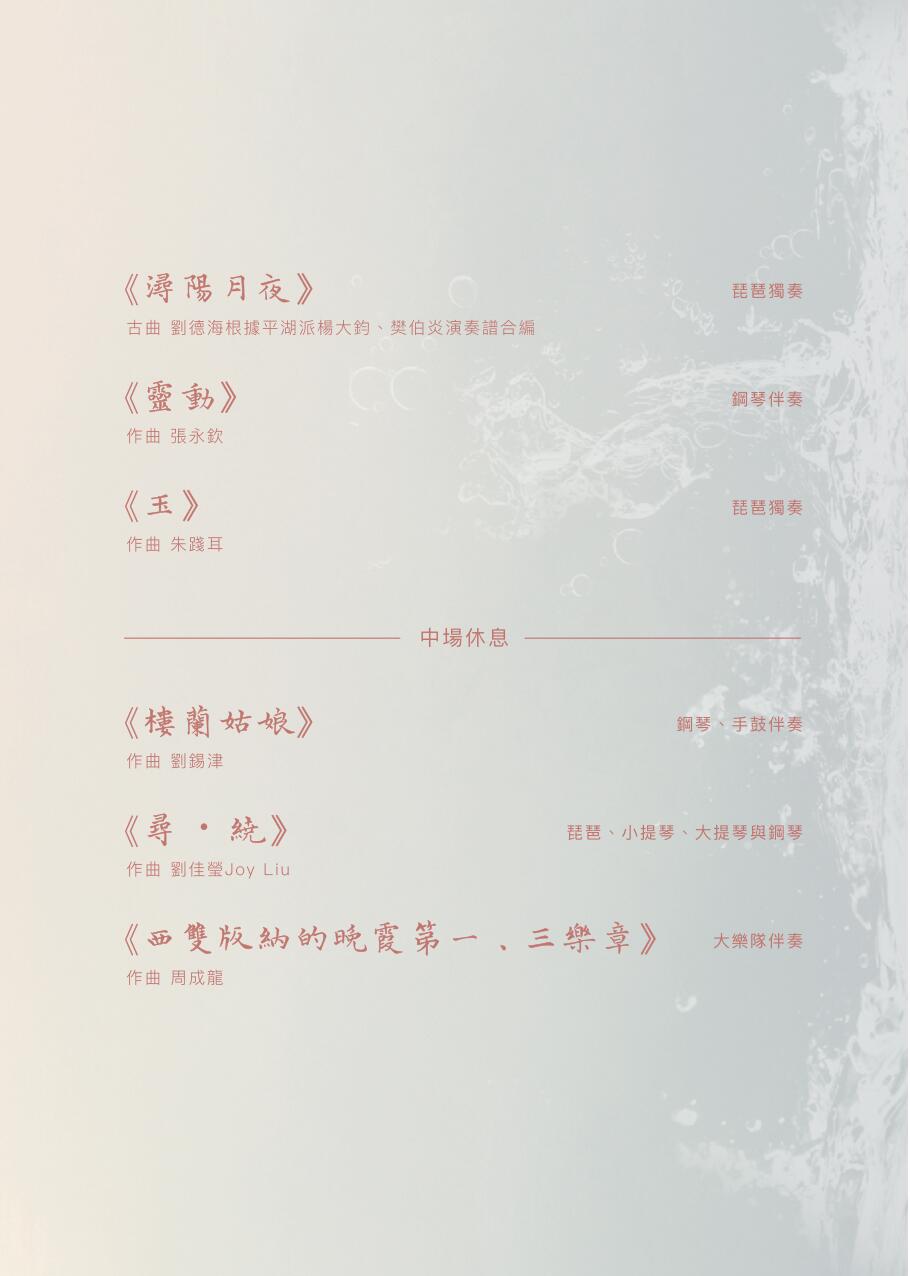 《潯陽月夜》 琵琶獨奏
古曲 劉德海根據平湖派楊大鈞、樊伯炎演奏譜合編
《靈動》 鋼琴伴奏
作曲 張永欽
《玉》 琵琶獨奏
作曲 朱踐耳
中場休息
《樓蘭姑娘》 鋼琴、手鼓伴奏
作曲 劉錫津
《尋・繞》 琵琶、小提琴、大提琴與鋼琴
作曲 劉佳瑩Joy Liu
《西雙版納的晚霞第一、三樂章》 大樂隊伴奏
作曲 周成龍